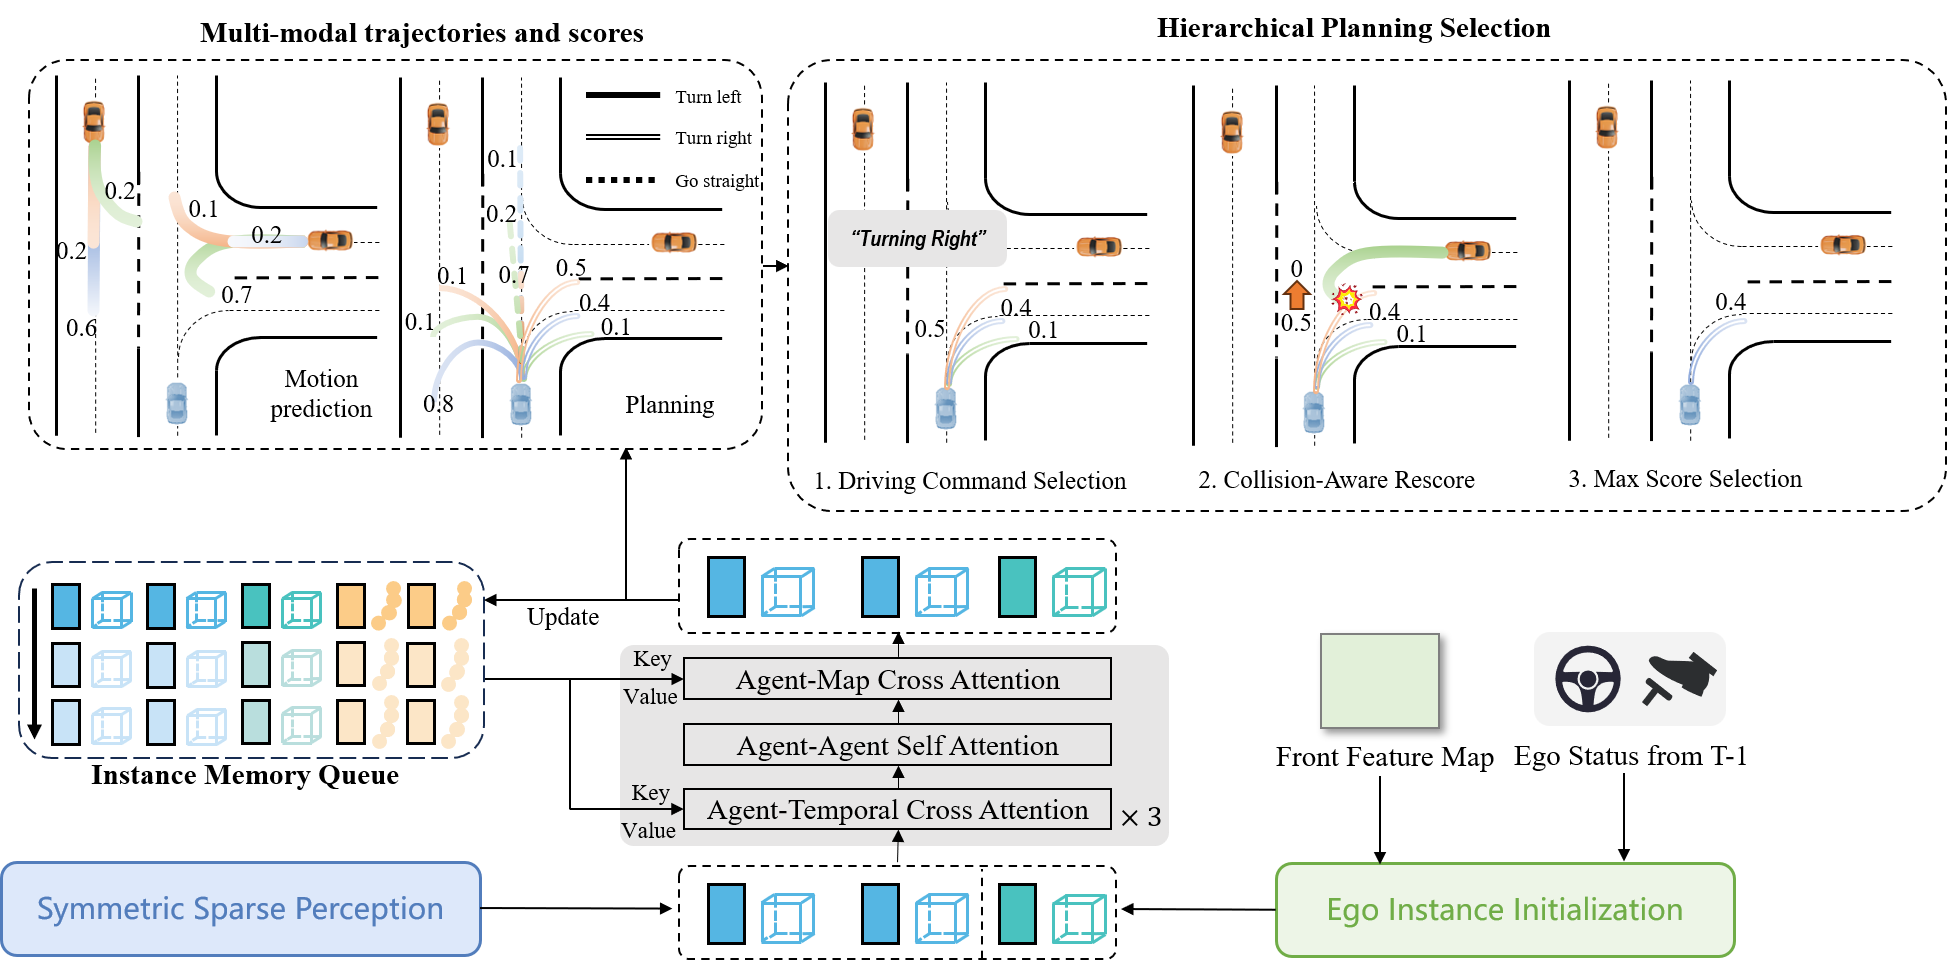 Multi-modal trajectories and scores
Hierarchical Planning Selection
Turn left
Turn right
Go straight
0.2
0.1
0.2
0.2
0.7
0.6
Motion
prediction
0.1
0.2
0.7
0.5
0.1
0.4
0.1
0.1
0.8
Planning
“Turning Right”
0.4
0.5
0.1
1. Driving Command Selection
0
0.5
0.4
0.1
2. Collision-Aware Rescore
0.4
3. Max Score Selection
Update
Instance Memory Queue
Key
Value
Agent-Map Cross Attention
Agent-Agent Self Attention
Key
Value
Agent-Temporal Cross Attention
× 3
Front Feature Map
Ego Status from T-1
Symmetric Sparse Perception
Ego Instance Initialization